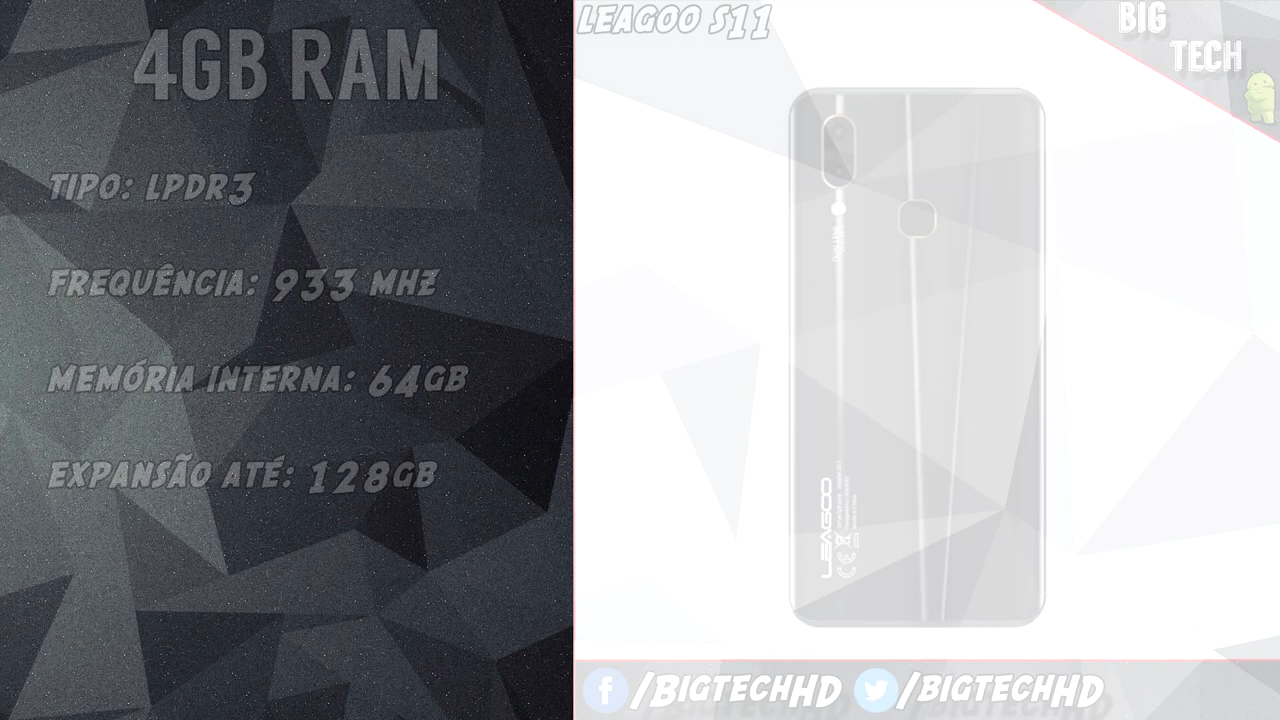 4GB RAM
TIPO: LPDR3
FREQUÊNCIA: 933 MHZ
MEMÓRIA INTERNA: 64GB
EXPANSÃO ATÉ: 128GB
LEAGOO S11
BIG
TECH
LEAGOO
/BIGTECHHD
/BIGTECHHD